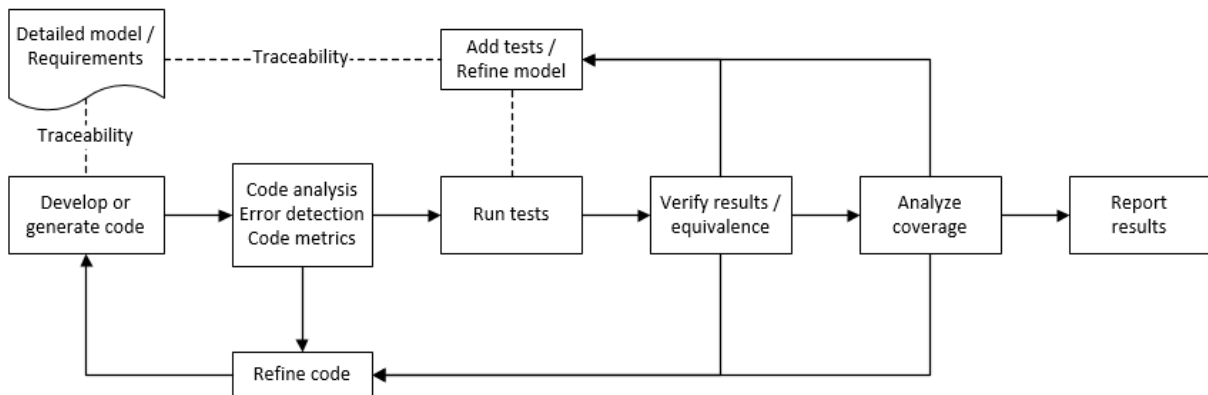 Detailed model /
Requirements
Traceability
Add tests /
Refine model
Traceability
Develop or
generate code
Code analysis
Error detection
Code metrics
Run tests
Verify results /
equivalence
Analyze
coverage
Report
results
Refine code